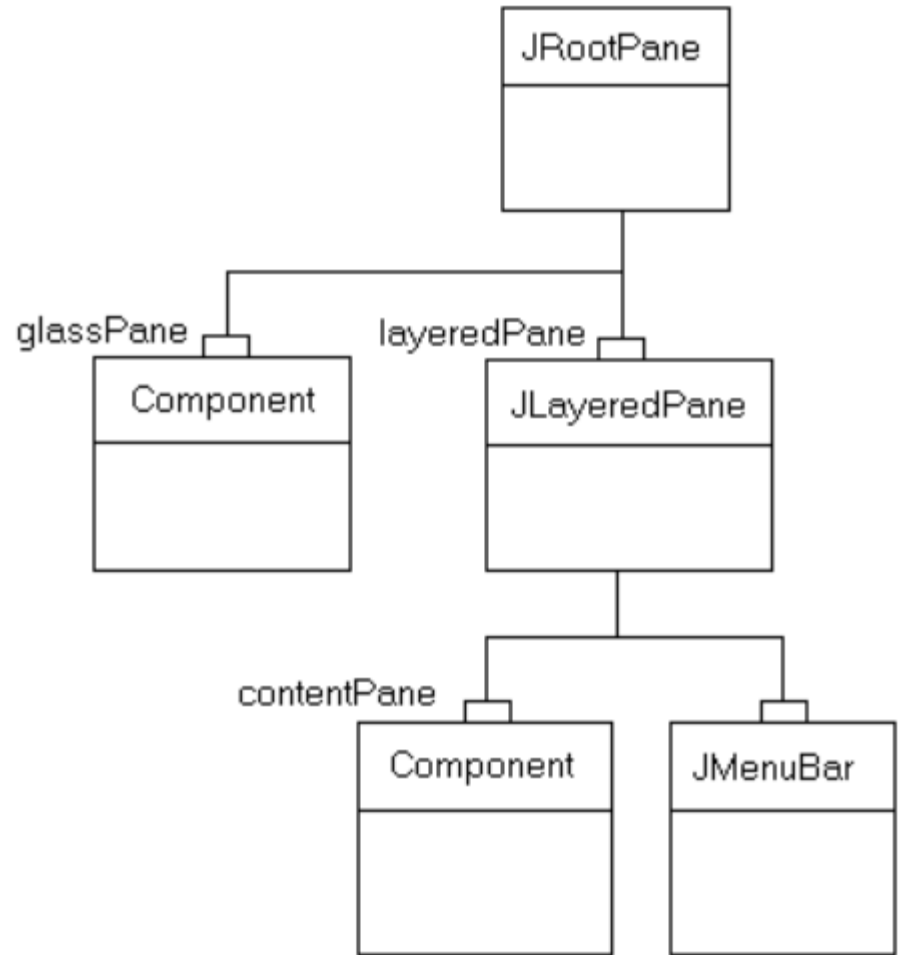 JRootPane
glassPane
layeredPane
Component
JLayeredPane
contentPane
Component
JMenuBar